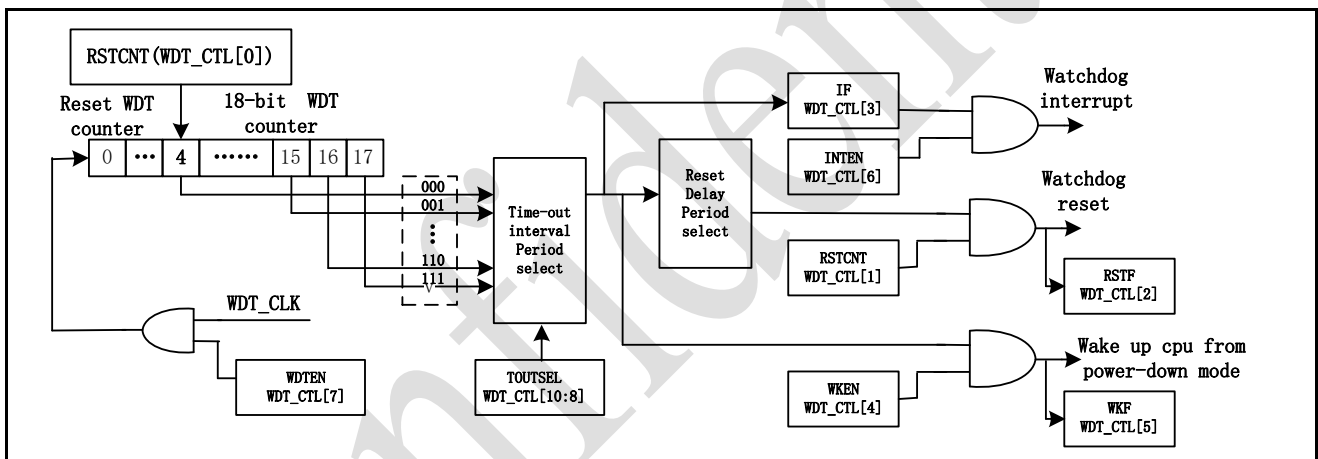 RSTCNT(WDT_CTL[0])
Reset WDT
counter
18-bit WDT
counter
0 ... 4 ...... 15 16 17
000
001
⋮
110
111
Time-out
interval
Period
select
TOUTSEL
WDT_CTL[10:8]
WDT_CLK
WDTEN
WDT_CTL[7]
Reset
Delay
Period
select
IF
WDT_CTL[3]
INTEN
WDT_CTL[6]
Watchdog
interrupt
RSTCNT
WDT_CTL[1]
Watchdog
reset
RSTF
WDT_CTL[2]
WKEN
WDT_CTL[4]
Wake up cpu from
power-down mode
WKF
WDT_CTL[5]